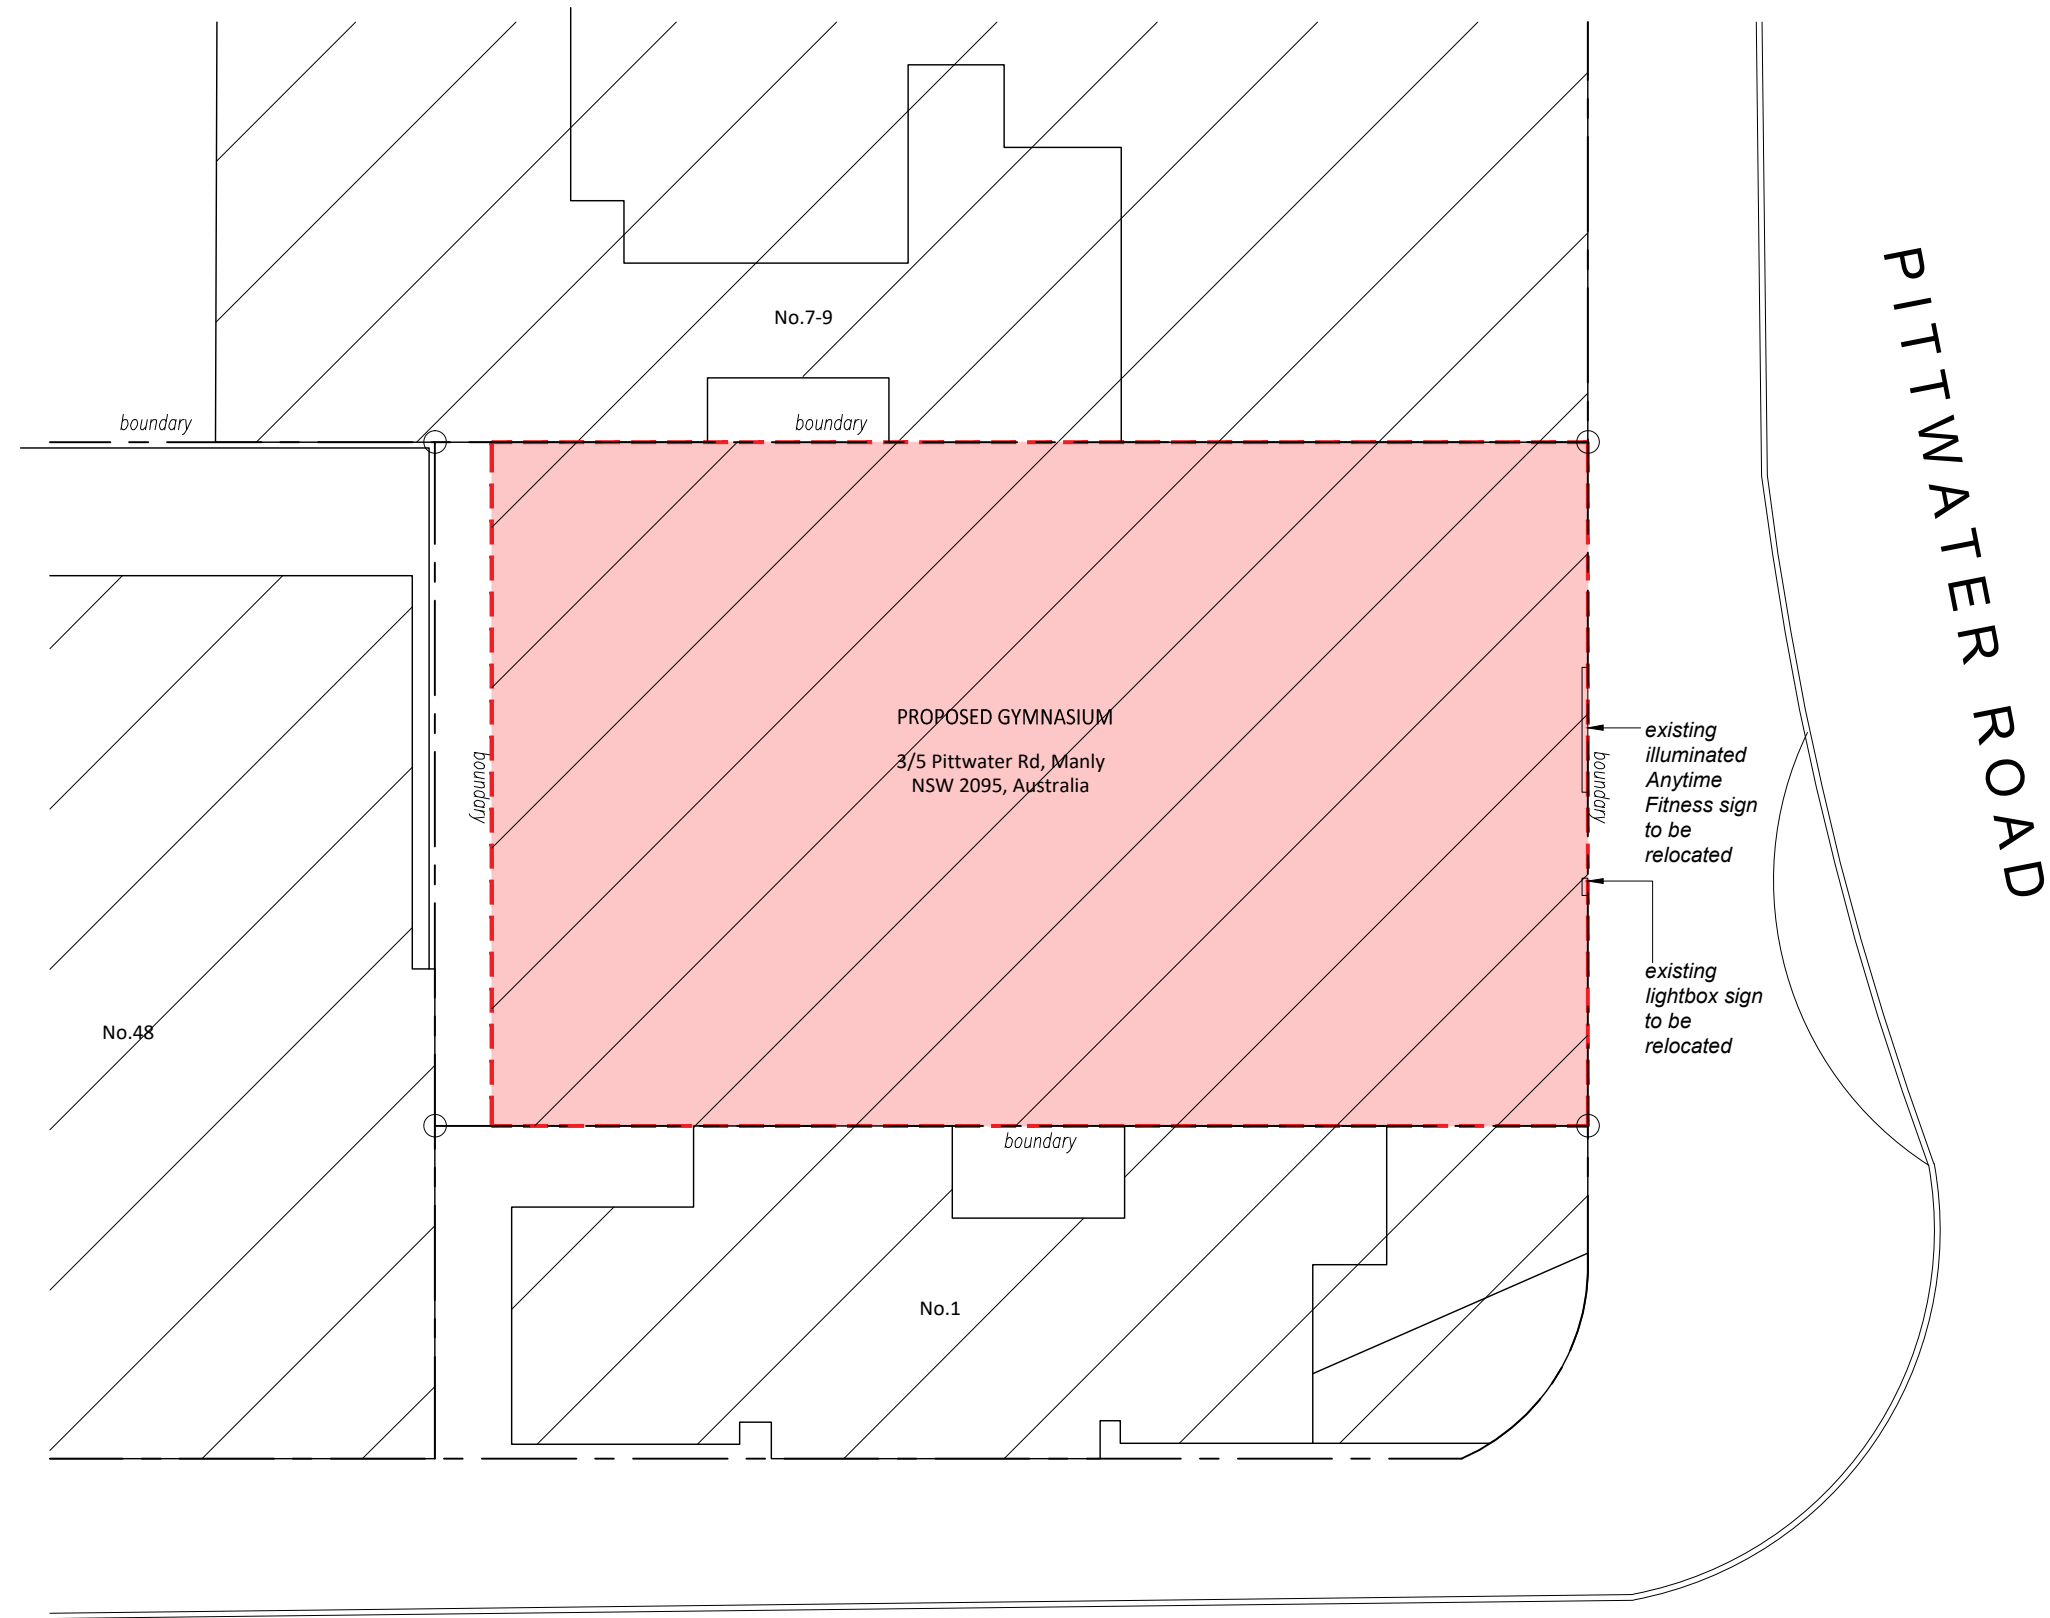 No.7-9
boundary
boundary
PITTWATER ROAD
PROPOSED GYMNASIUM
3/5 Pittwater Rd, Manly
NSW 2095, Australia
boundary
boundary
existing
illuminated
Anytime
Fitness sign
to be
relocated
existing
lightbox sign
to be
relocated
No.48
boundary
No.1